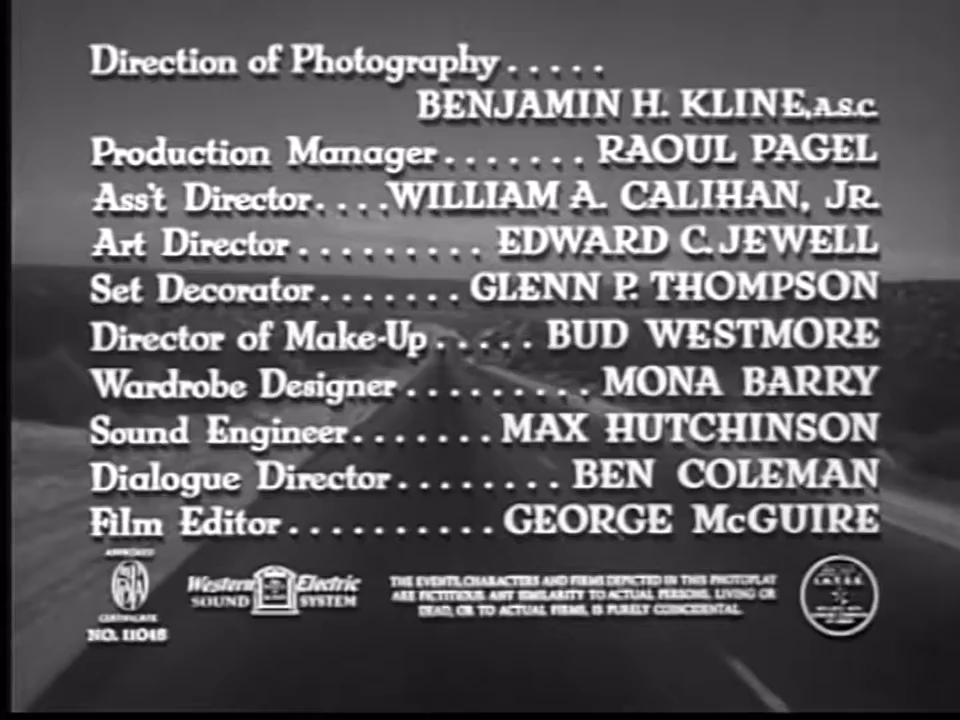 Direction of Photography.....
BENJAMIN H. KLINE, A.S.C.
Production Manager....... RAOUL PAGEL
Ass't Director....WILLIAM A. CALIHAN, JR.
Art Director......... EDWARD C. JEWELL
Set Decorator....... GLENN P. THOMPSON
Director of Make-Up..... BUD WESTMORE
Wardrobe Designer......... MONA BARRY
Sound Engineer....... MAX HUTCHINSON
Dialogue Director........ BEN COLEMAN
Film Editor.......... GEORGE McGUIRE
APPROVED
CERTIFICATE
NO. 11048
Western Electric
SOUND SYSTEM
THE EVENTS, CHARACTERS AND FIRMS DEPICTED IN THIS PHOTOPLAY
ARE FICTITIOUS. ANY SIMILARITY TO ACTUAL PERSONS, LIVING OR
DEAD, OR TO ACTUAL FIRMS, IS PURELY COINCIDENTAL.
I.A.T.S.E.